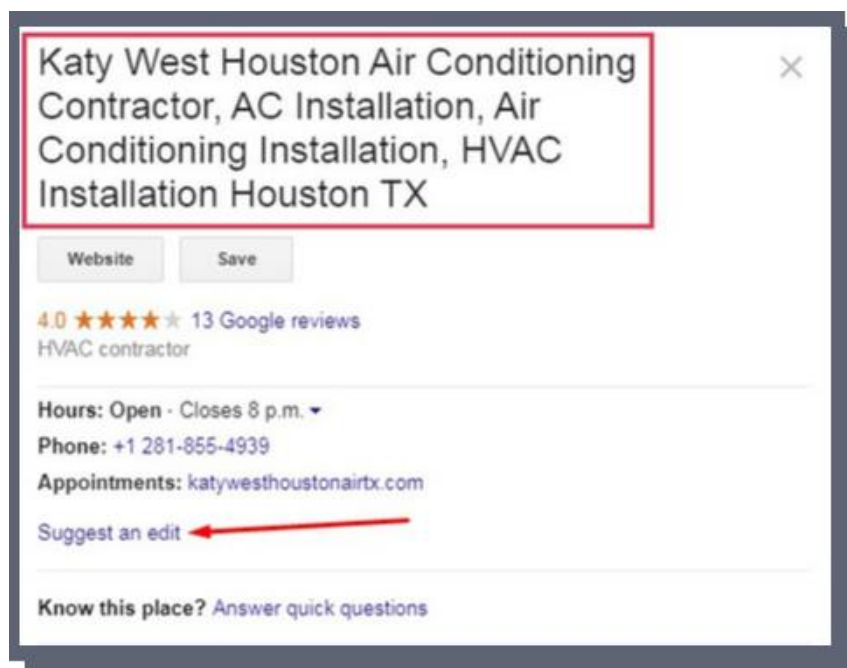 Katy West Houston Air Conditioning
Contractor, AC Installation, Air
Conditioning Installation, HVAC
Installation Houston TX
Website Save
4.0 ★★★★★ 13 Google reviews
HVAC contractor
Hours: Open · Closes 8 p.m.
Phone: +1 281-855-4939
Appointments: katywesthoustonairtx.com
Suggest an edit
Know this place? Answer quick questions